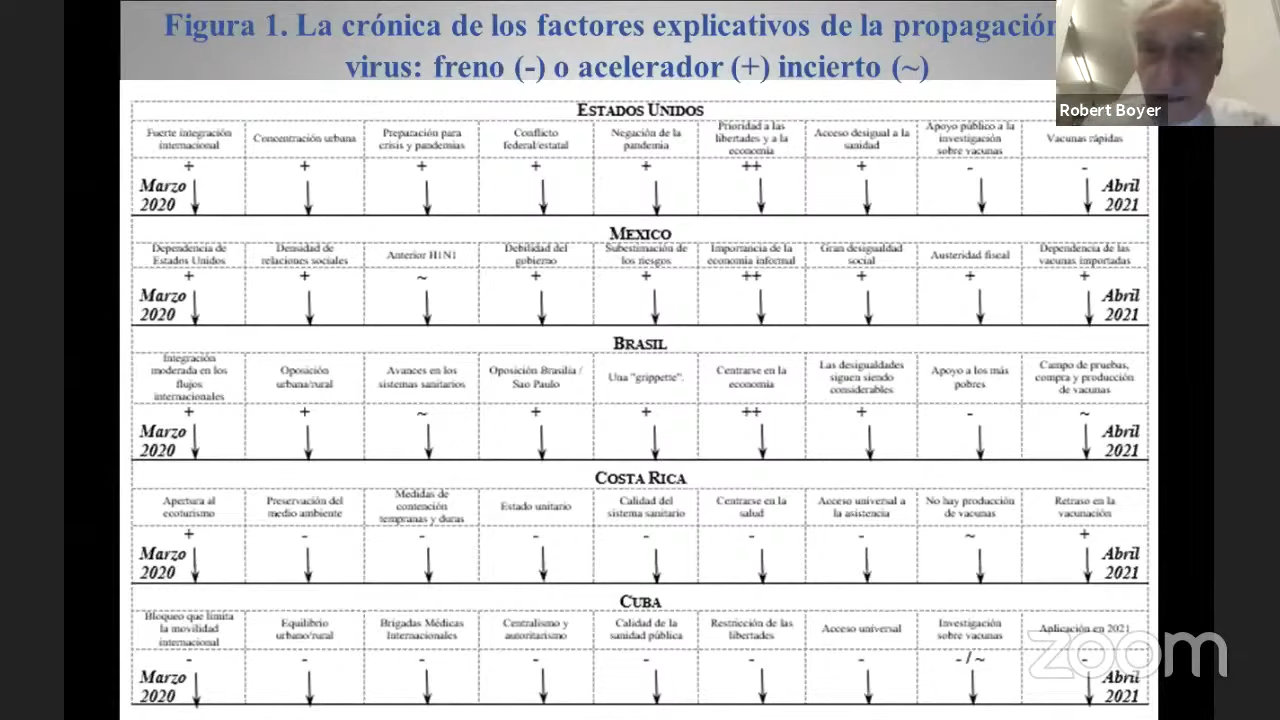 Figura 1. La crónica de los factores explicativos de la propagación
virus: freno (-) o acelerador (+) incierto (~)
Robert Boyer
ESTADOS UNIDOS
Fuerte integración internacional
Concentración urbana
Preparación para crisis y pandemias
Conflicto federal/estatal
Negación de la pandemia
Prioridad a las libertades y a la economía
Acceso desigual a la sanidad
Apoyo público a la investigación sobre vacunas
Vacunas rápidas
+ + + + + ++ + - -
Marzo 2020
Abril 2021
MEXICO
Dependencia de Estados Unidos
Densidad de relaciones sociales
Anterior H1N1
Debilidad del gobierno
Subestimación de los riesgos
Importancia de la economía informal
Gran desigualdad social
Austeridad fiscal
Dependencia de las vacunas importadas
+ + ~ + + ++ + + +
Marzo 2020
Abril 2021
BRASIL
Integración moderada en los flujos internacionales
Oposición urbana/rural
Avances en los sistemas sanitarios
Oposición Brasilia / Sao Paulo
Una "grippette".
Centrarse en la economía
Las desigualdades siguen siendo considerables
Apoyo a los más pobres
Campo de pruebas, compra y producción de vacunas
+ + ~ + + ++ + - ~
Marzo 2020
Abril 2021
COSTA RICA
Apertura al ecoturismo
Preservación del medio ambiente
Medidas de contención tempranas y duras
Estado unitario
Calidad del sistema sanitario
Centrarse en la salud
Acceso universal a la asistencia
No hay producción de vacunas
Retraso en la vacunación
+ - - - - - - ~ +
Marzo 2020
Abril 2021
CUBA
Bloqueo que limita la movilidad internacional
Equilibrio urbano/rural
Brigadas Médicas Internacionales
Centralismo y autoritarismo
Calidad de la sanidad pública
Restricción de las libertades
Acceso universal
Investigación sobre vacunas
Aplicación en 2021
- - - - - - - - / ~ -
Marzo 2020
Abril 2021
zoom